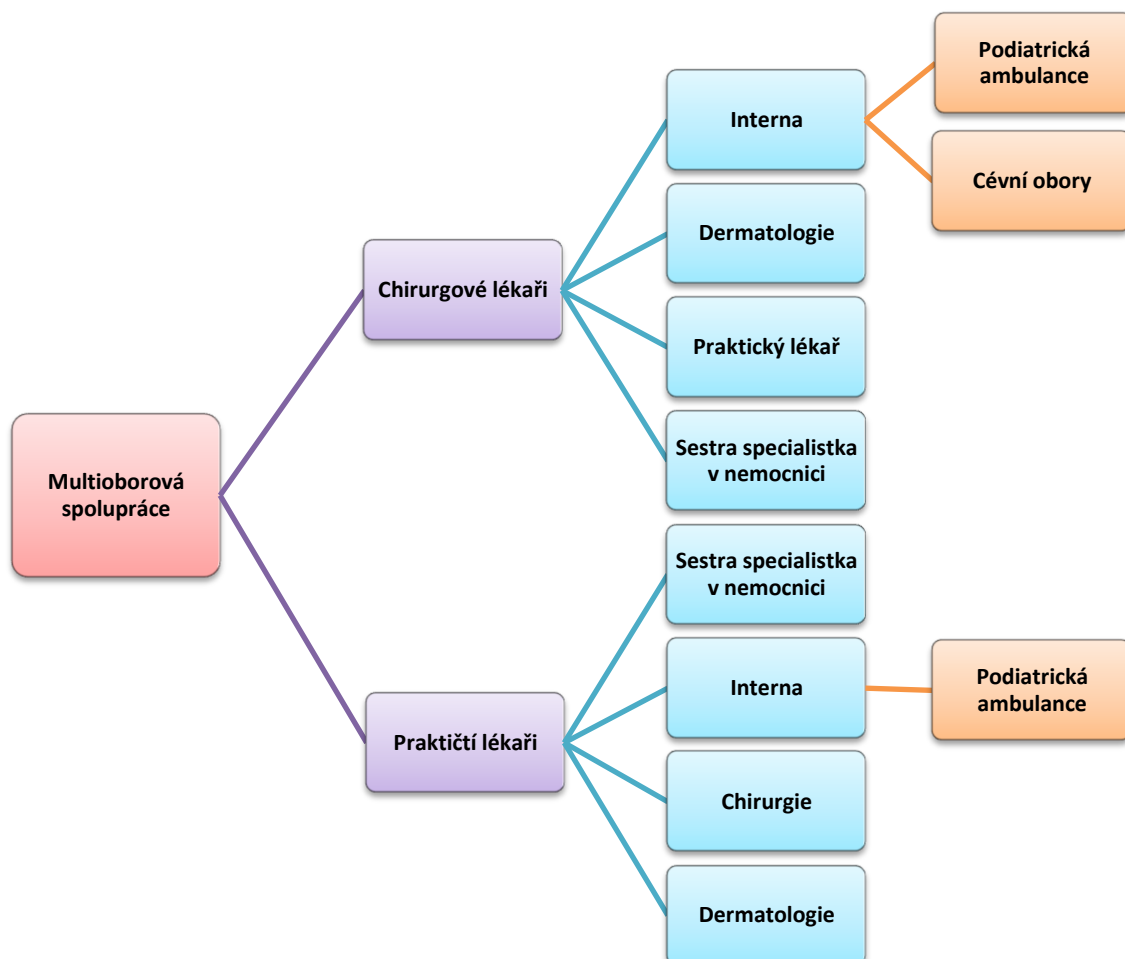 Multioborová
spolupráce
Chirurgové lékaři
Interna
Podiatrická
ambulance
Cévní obory
Dermatologie
Praktický lékař
Sestra specialistka
v nemocnici
Praktičtí lékaři
Sestra specialistka
v nemocnici
Interna
Podiatrická
ambulance
Chirurgie
Dermatologie